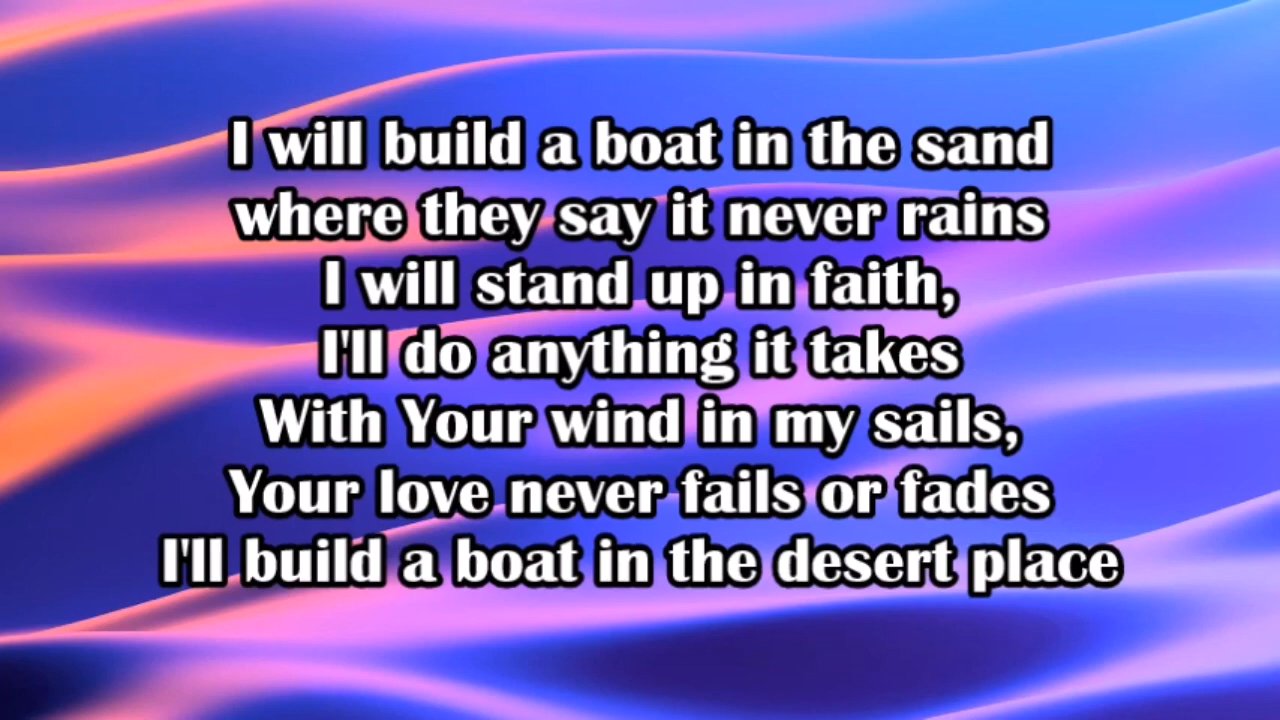 I will build a boat in the sand
where they say it never rains
I will stand up in faith,
I'll do anything it takes
With Your wind in my sails,
Your love never fails or fades
I'll build a boat in the desert place